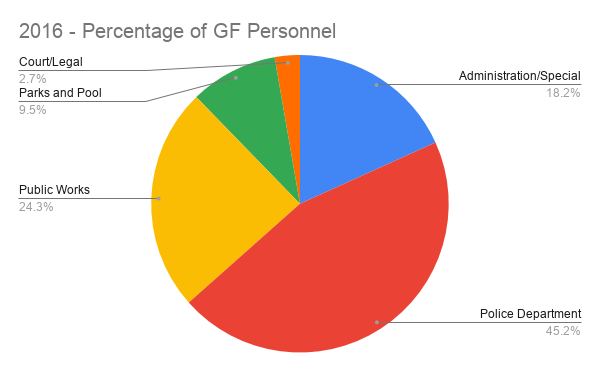 2016 - Percentage of GF Personnel
Court/Legal
2.7%
Parks and Pool
9.5%
Public Works
24.3%
Administration/Special
18.2%
Police Department
45.2%